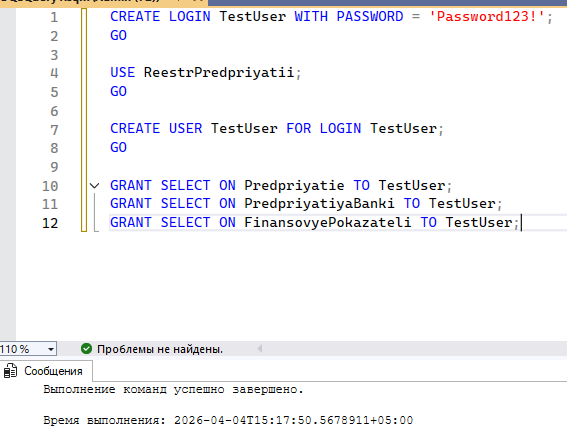 1 CREATE LOGIN TestUser WITH PASSWORD = 'Password123!';
2 GO
3
4 USE ReestrPredpriyatii;
5 GO
6
7 CREATE USER TestUser FOR LOGIN TestUser;
8 GO
9
10 GRANT SELECT ON Predpriyatie TO TestUser;
11 GRANT SELECT ON PredpriyatiyaBanki TO TestUser;
12 GRANT SELECT ON FinansovyePokazateli TO TestUser;
110 % Проблемы не найдены.
Сообщения
Выполнение команд успешно завершено.
Время выполнения: 2026-04-04T15:17:50.5678911+05:00